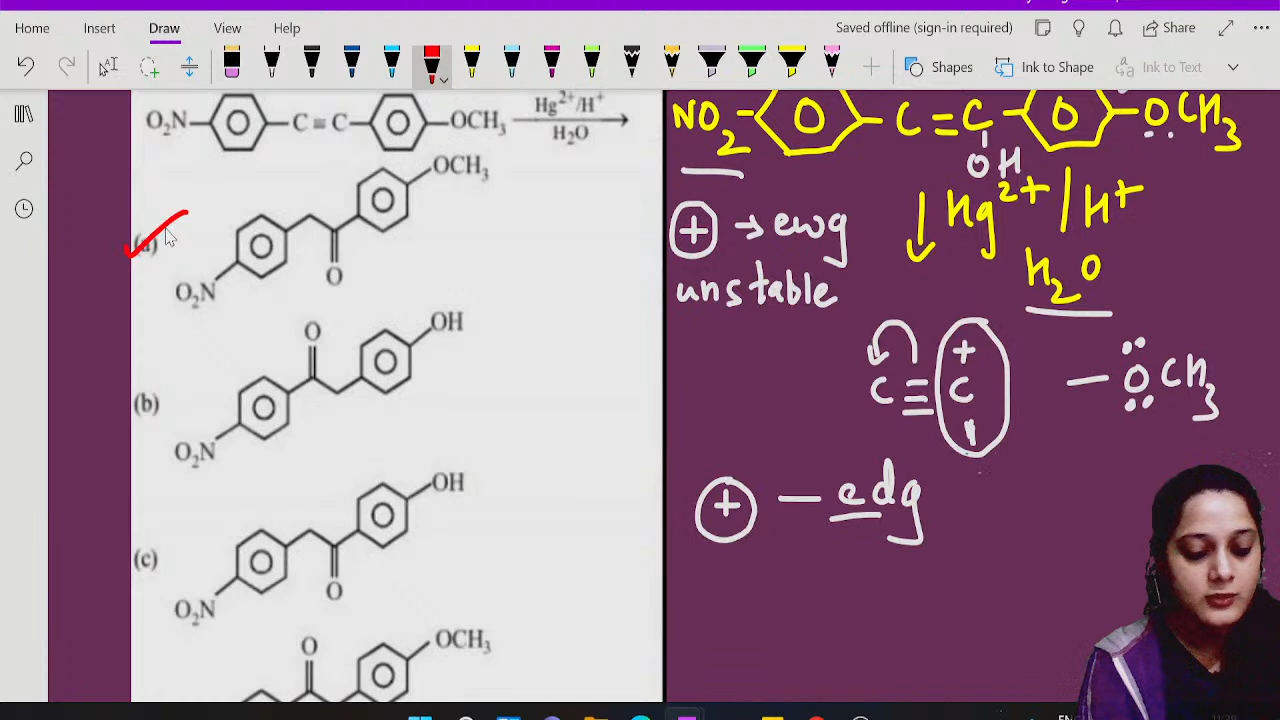 Home Insert Draw View Help Saved offline (sign-in required) Share
Shapes Ink to Shape Ink to Text
O₂N C ≡ C OCH₃ Hg²⁺/H⁺
H₂O
OCH₃
(a)
O
O₂N
O OH
(b)
O₂N
OH
(c)
O
O₂N
O OCH₃
NO₂ C = C OCH₃
OH
+ → ewg
unstable
↓ Hg²⁺ / H⁺
H₂O
+
C ≡ C — OCH₃
+ — edg